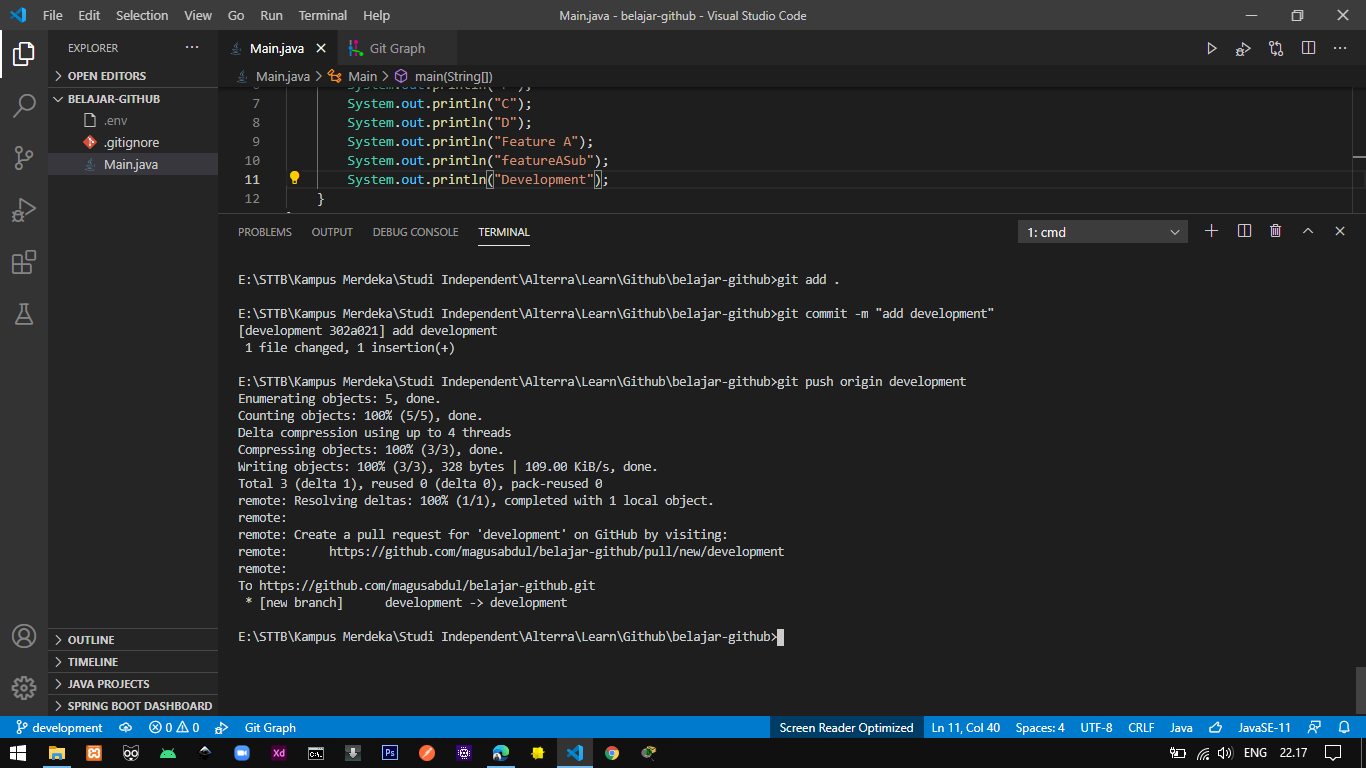 File Edit Selection View Go Run Terminal Help
Main.java - belajar-github - Visual Studio Code
EXPLORER
OPEN EDITORS
BELAJAR-GITHUB
.env
.gitignore
Main.java
OUTLINE
TIMELINE
JAVA PROJECTS
SPRING BOOT DASHBOARD
Main.java
Git Graph
Main.java > Main > main(String[])
7 System.out.println("C");
8 System.out.println("D");
9 System.out.println("Feature A");
10 System.out.println("featureASub");
11 System.out.println("Development");
12 }
PROBLEMS OUTPUT DEBUG CONSOLE TERMINAL
1: cmd
E:\STTB\Kampus Merdeka\Studi Independent\Alterra\Learn\Github\belajar-github>git add .
E:\STTB\Kampus Merdeka\Studi Independent\Alterra\Learn\Github\belajar-github>git commit -m "add development"
[development 302a021] add development
1 file changed, 1 insertion(+)
E:\STTB\Kampus Merdeka\Studi Independent\Alterra\Learn\Github\belajar-github>git push origin development
Enumerating objects: 5, done.
Counting objects: 100% (5/5), done.
Delta compression using up to 4 threads
Compressing objects: 100% (3/3), done.
Writing objects: 100% (3/3), 328 bytes | 109.00 KiB/s, done.
Total 3 (delta 1), reused 0 (delta 0), pack-reused 0
remote: Resolving deltas: 100% (1/1), completed with 1 local object.
remote:
remote: Create a pull request for 'development' on GitHub by visiting:
remote: https://github.com/magusabdul/belajar-github/pull/new/development
remote:
To https://github.com/magusabdul/belajar-github.git
* [new branch] development -> development
E:\STTB\Kampus Merdeka\Studi Independent\Alterra\Learn\Github\belajar-github>
development 0 0 Git Graph Screen Reader Optimized Ln 11, Col 40 Spaces: 4 UTF-8 CRLF Java JavaSE-11
Xd Ps ENG 22.17